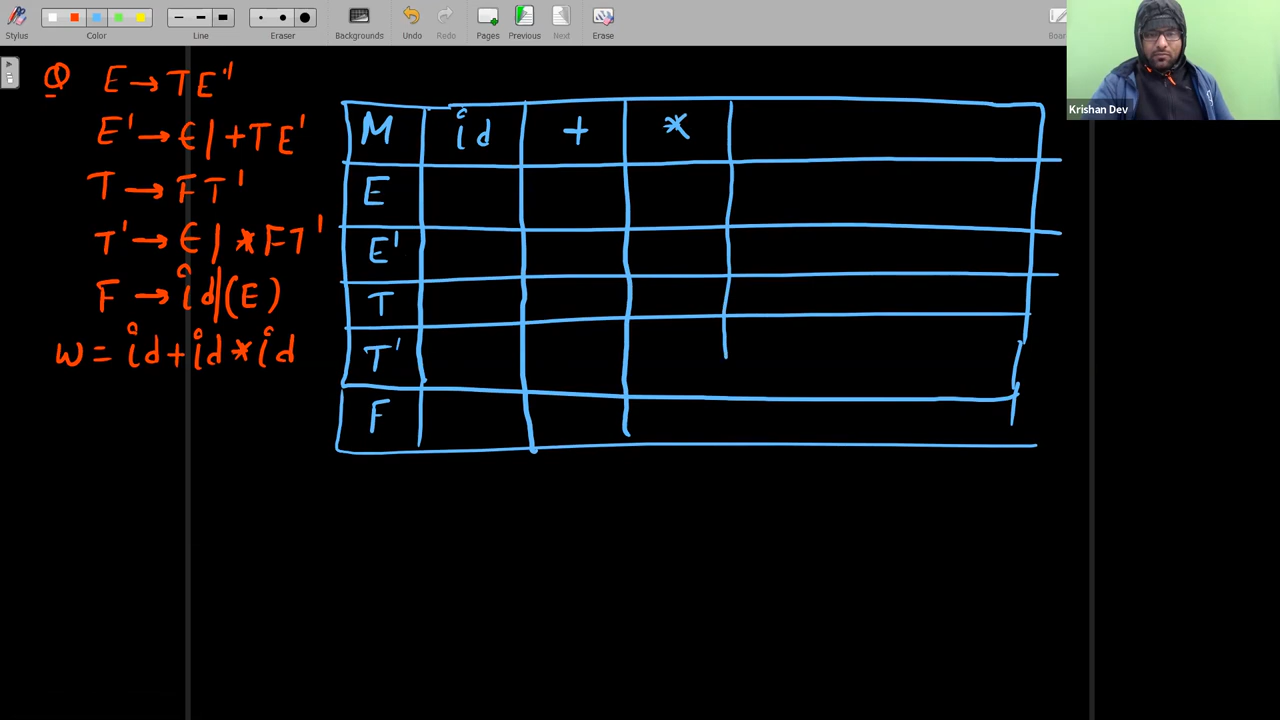 Stylus Color Line Eraser Backgrounds Undo Redo Pages Previous Next Erase
Krishan Dev
Q E → TE'
E' → ε | +TE'
T → FT'
T' → ε | *FT'
F → id | (E)
w = id + id * id
M id + *
E
E'
T
T'
F